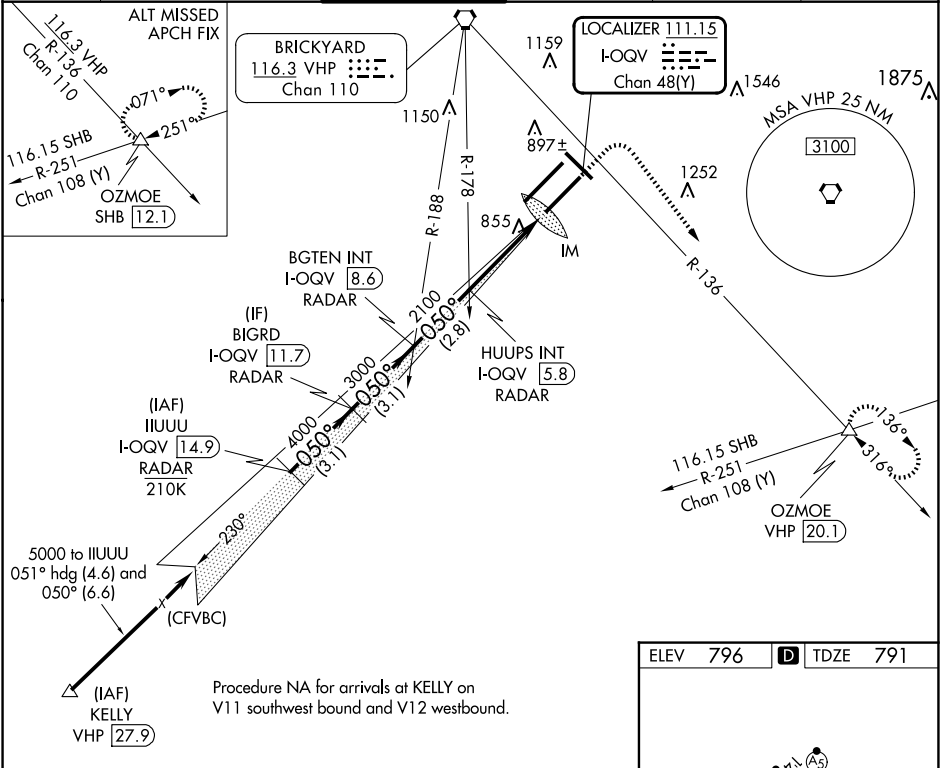 ALT MISSED
APCH FIX
116.3 VHP
R-136
Chan 110
071°
251°
116.15 SHB
R-251
Chan 108 (Y)
OZMOE
SHB 12.1
BRICKYARD
116.3 VHP
Chan 110
LOCALIZER 111.15
I-OQV
Chan 48(Y)
1159
1546
1875
1150
897±
1252
855
MSA VHP 25 NM
3100
R-188
R-178
R-136
IM
BGTEN INT
I-OQV 8.6
RADAR
(IF)
BIGRD
I-OQV 11.7
RADAR
(IAF)
IIUUU
I-OQV 14.9
RADAR
210K
HUUPS INT
I-OQV 5.8
RADAR
2100
050°
(2.8)
3000
050°
(3.1)
4000
050°
(3.1)
230°
5000 to IIUUU
051° hdg (4.6) and
050° (6.6)
(CFVBC)
(IAF)
KELLY
VHP 27.9
Procedure NA for arrivals at KELLY on
V11 southwest bound and V12 westbound.
116.15 SHB
R-251
Chan 108 (Y)
136°
316°
OZMOE
VHP 20.1
ELEV 796 D TDZE 791
A5